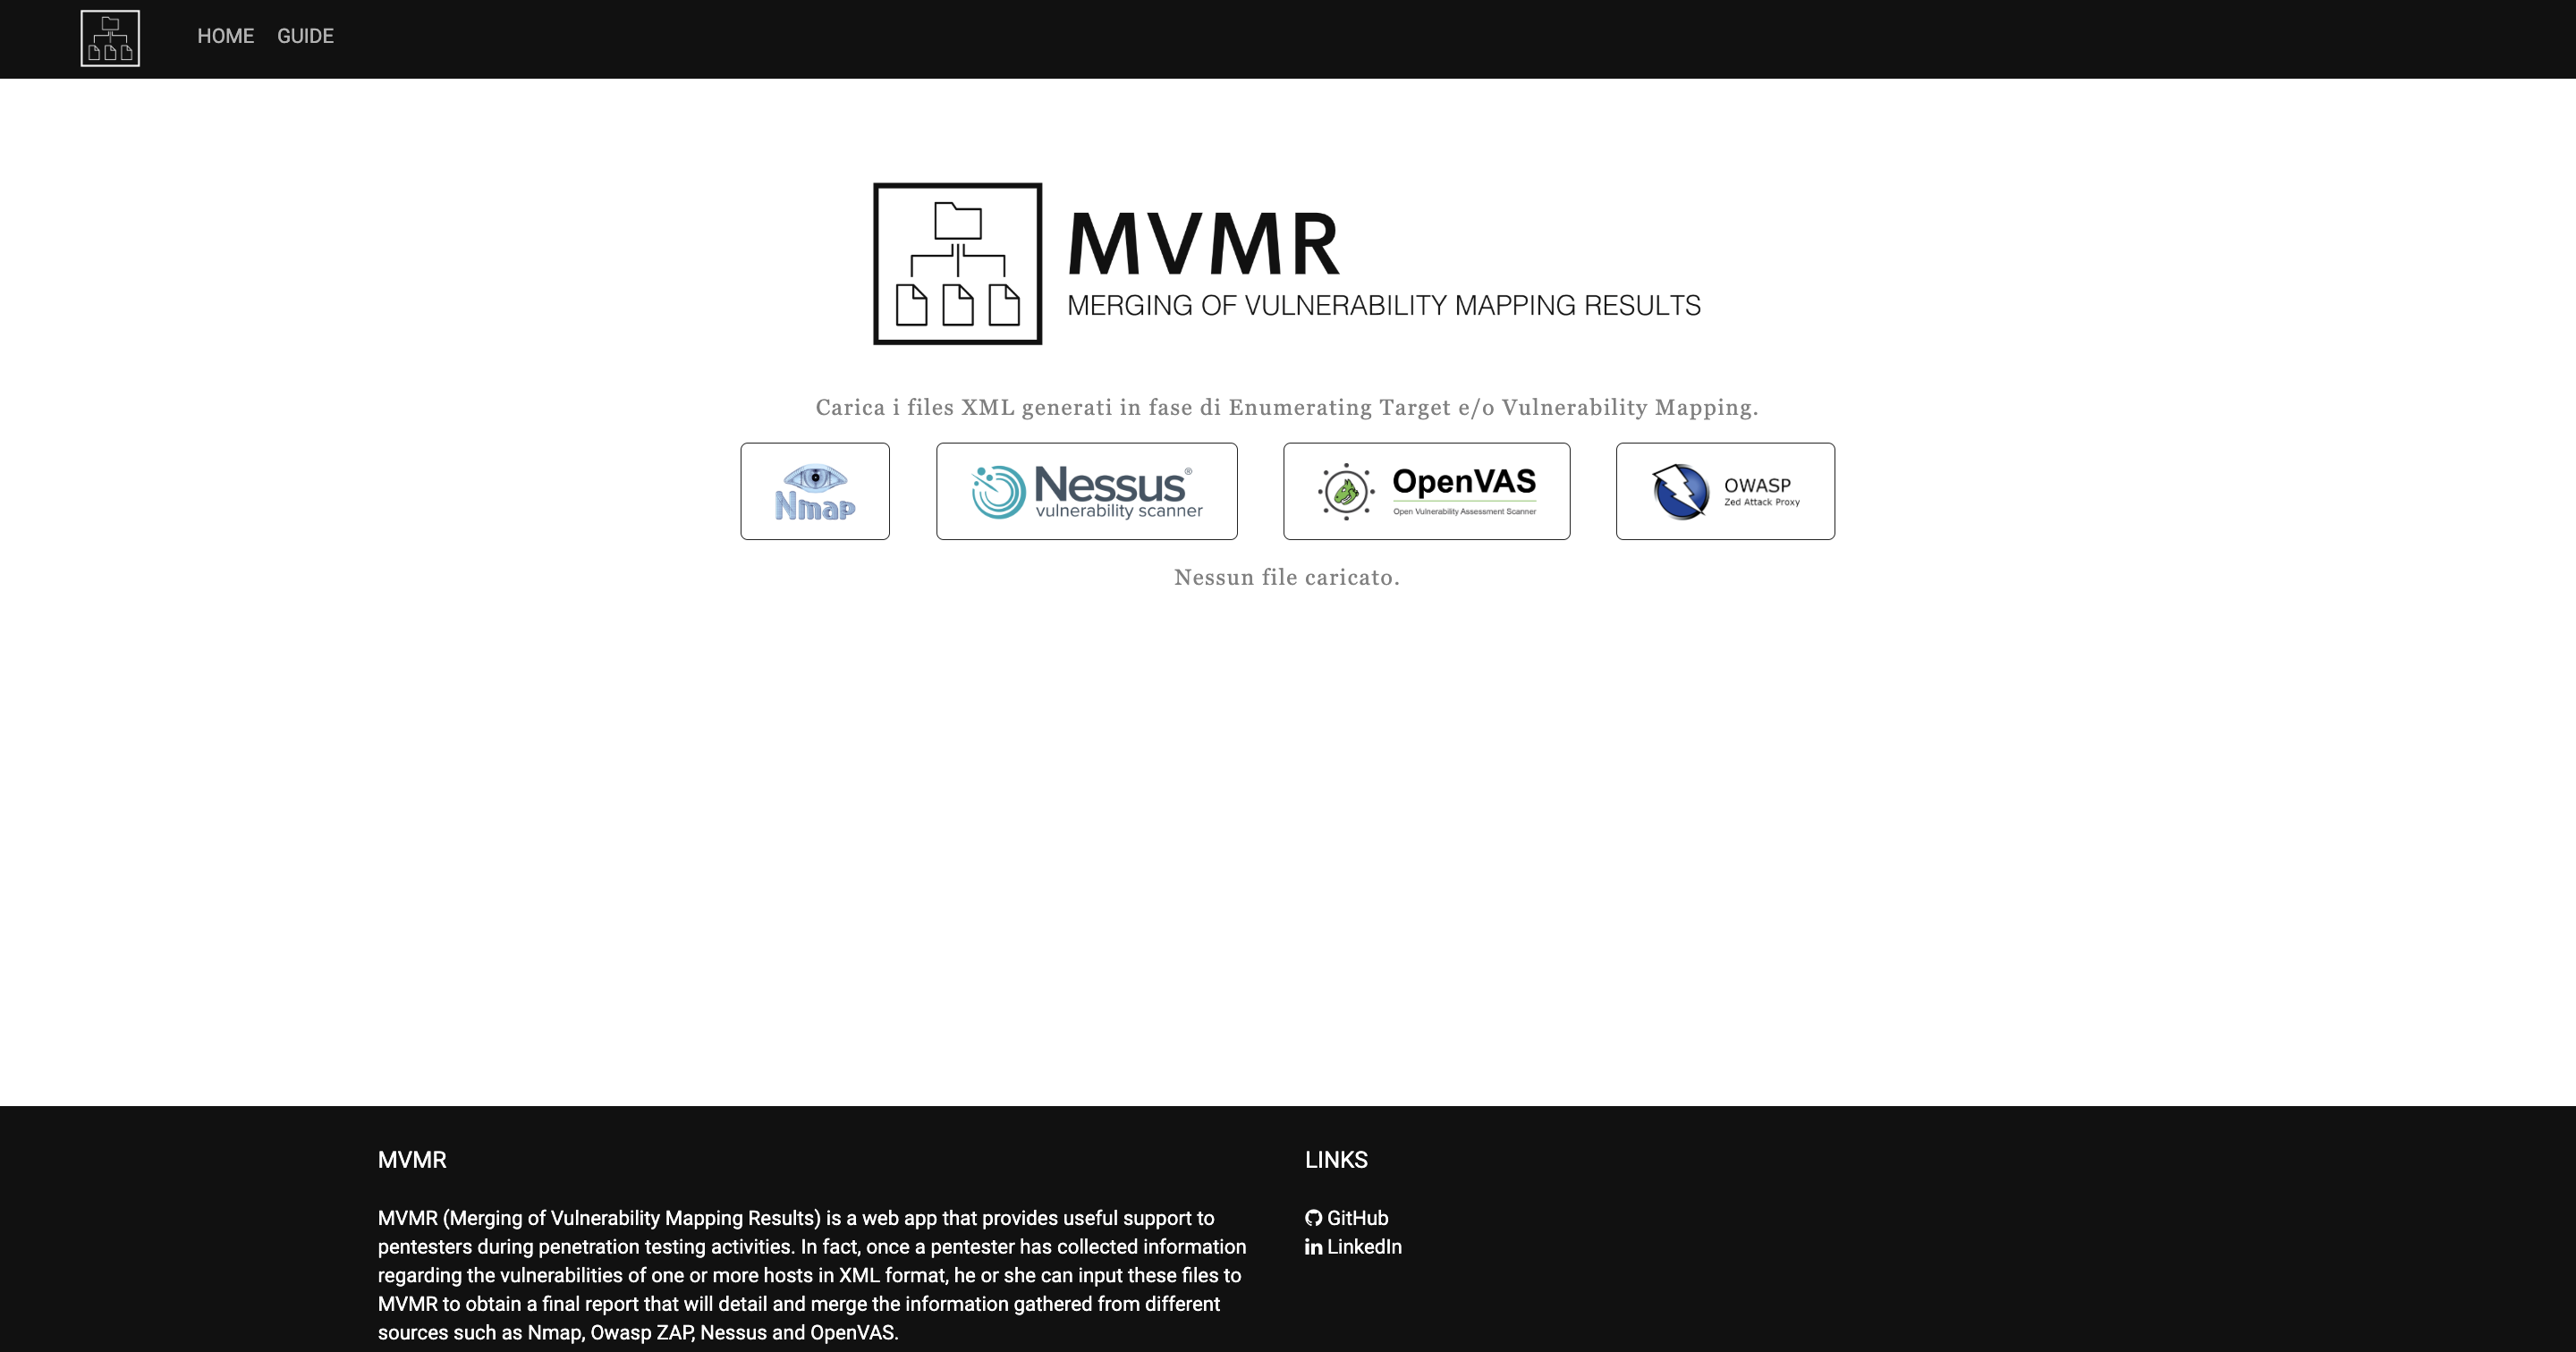 HOME GUIDE
MVMR
MERGING OF VULNERABILITY MAPPING RESULTS
Carica i files XML generati in fase di Enumerating Target e/o Vulnerability Mapping.
Nmap
Nessus®
vulnerability scanner
OpenVAS
Open Vulnerability Assessment Scanner
OWASP
Zed Attack Proxy
Nessun file caricato.
MVMR
MVMR (Merging of Vulnerability Mapping Results) is a web app that provides useful support to
pentesters during penetration testing activities. In fact, once a pentester has collected information
regarding the vulnerabilities of one or more hosts in XML format, he or she can input these files to
MVMR to obtain a final report that will detail and merge the information gathered from different
sources such as Nmap, Owasp ZAP, Nessus and OpenVAS.
LINKS
GitHub
LinkedIn